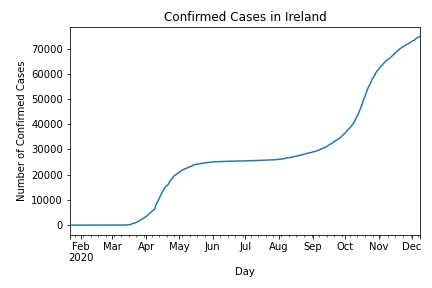 Confirmed Cases in Ireland
Number of Confirmed Cases
70000
60000
50000
40000
30000
20000
10000
0
Feb Mar Apr May Jun Jul Aug Sep Oct Nov Dec
2020
Day